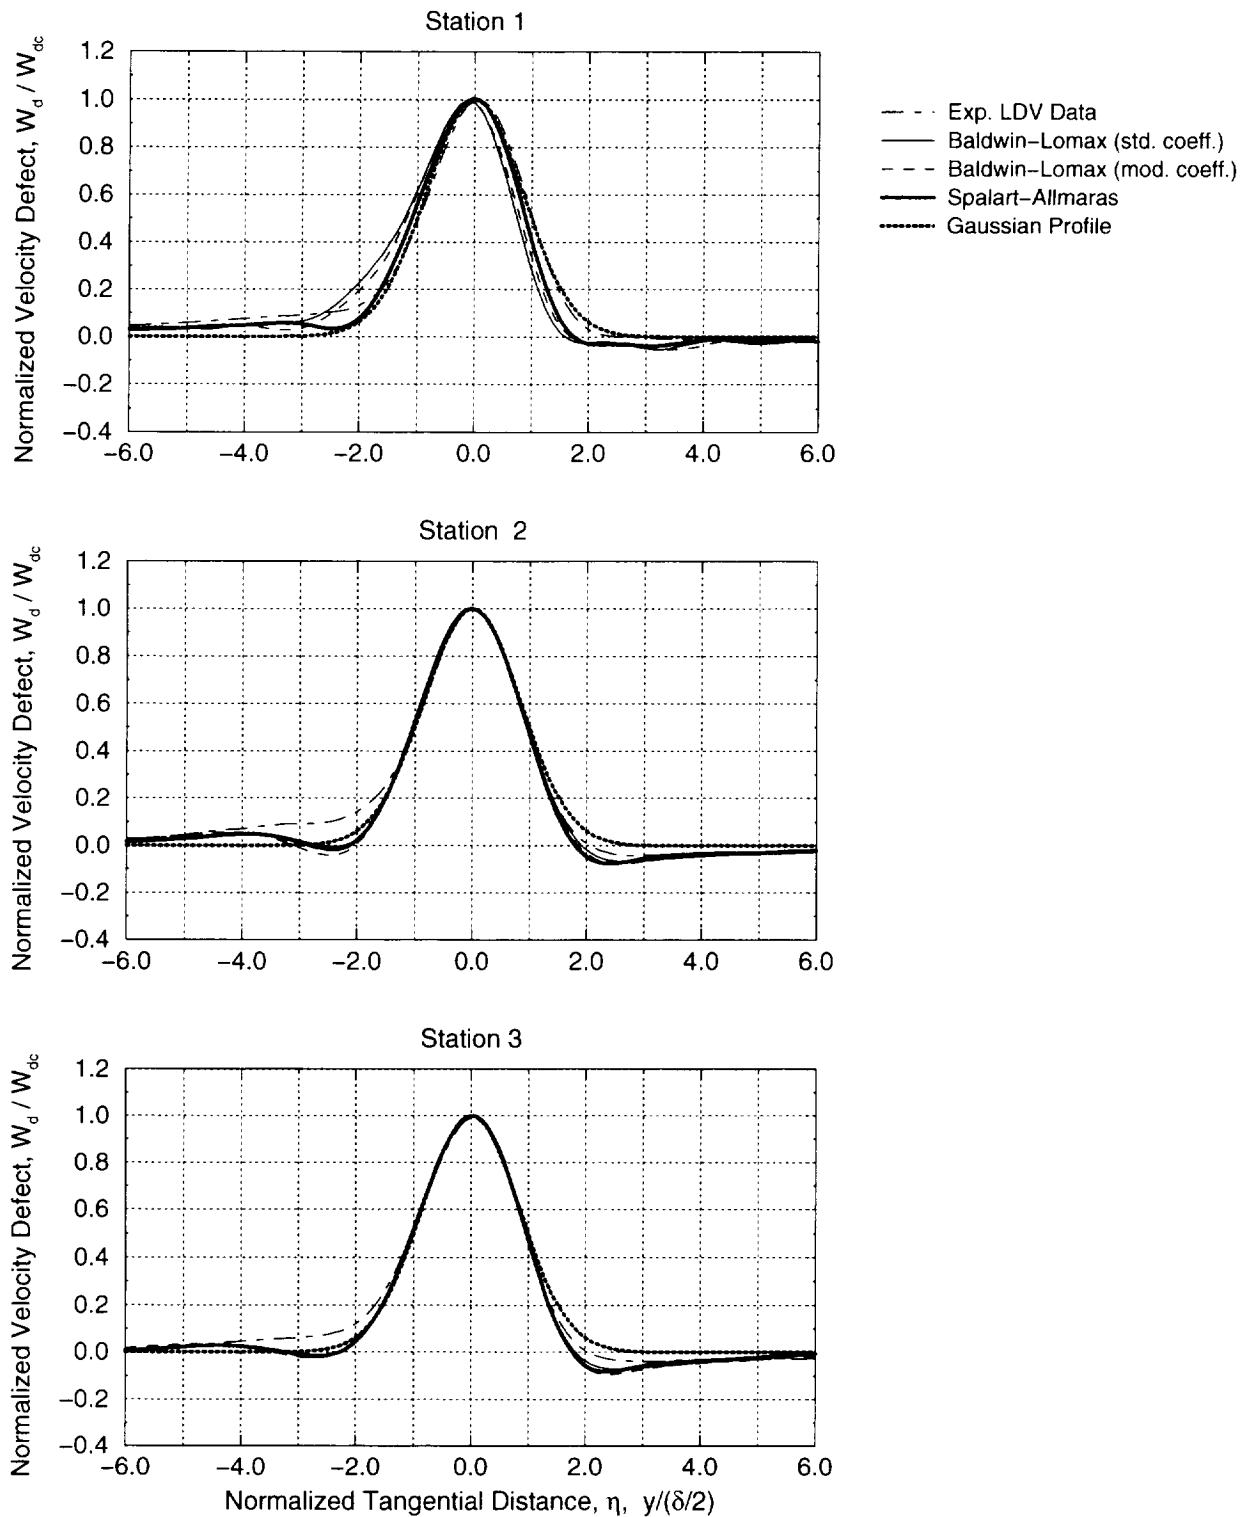 Station 1
Normalized Velocity Defect, W_d / W_dc
1.2
1.0
0.8
0.6
0.4
0.2
0.0
−0.2
−0.4
−6.0 −4.0 −2.0 0.0 2.0 4.0 6.0
Exp. LDV Data
Baldwin−Lomax (std. coeff.)
Baldwin−Lomax (mod. coeff.)
Spalart−Allmaras
Gaussian Profile
Station 2
Normalized Velocity Defect, W_d / W_dc
1.2
1.0
0.8
0.6
0.4
0.2
0.0
−0.2
−0.4
−6.0 −4.0 −2.0 0.0 2.0 4.0 6.0
Station 3
Normalized Velocity Defect, W_d / W_dc
1.2
1.0
0.8
0.6
0.4
0.2
0.0
−0.2
−0.4
−6.0 −4.0 −2.0 0.0 2.0 4.0 6.0
Normalized Tangential Distance, η, y/(δ/2)